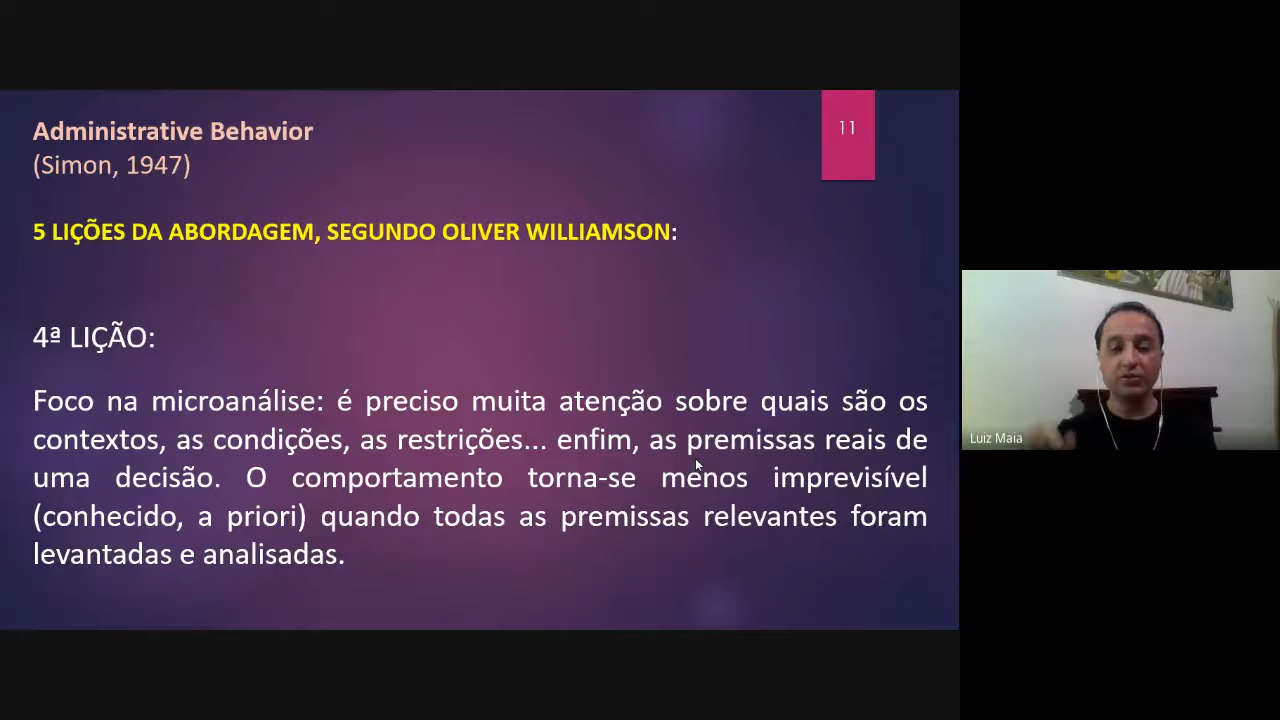 Administrative Behavior
(Simon, 1947)
11
5 LIÇÕES DA ABORDAGEM, SEGUNDO OLIVER WILLIAMSON:
4ª LIÇÃO:
Foco na microanálise: é preciso muita atenção sobre quais são os
contextos, as condições, as restrições... enfim, as premissas reais de
uma decisão. O comportamento torna-se menos imprevisível
(conhecido, a priori) quando todas as premissas relevantes foram
levantadas e analisadas.
Luiz Maia